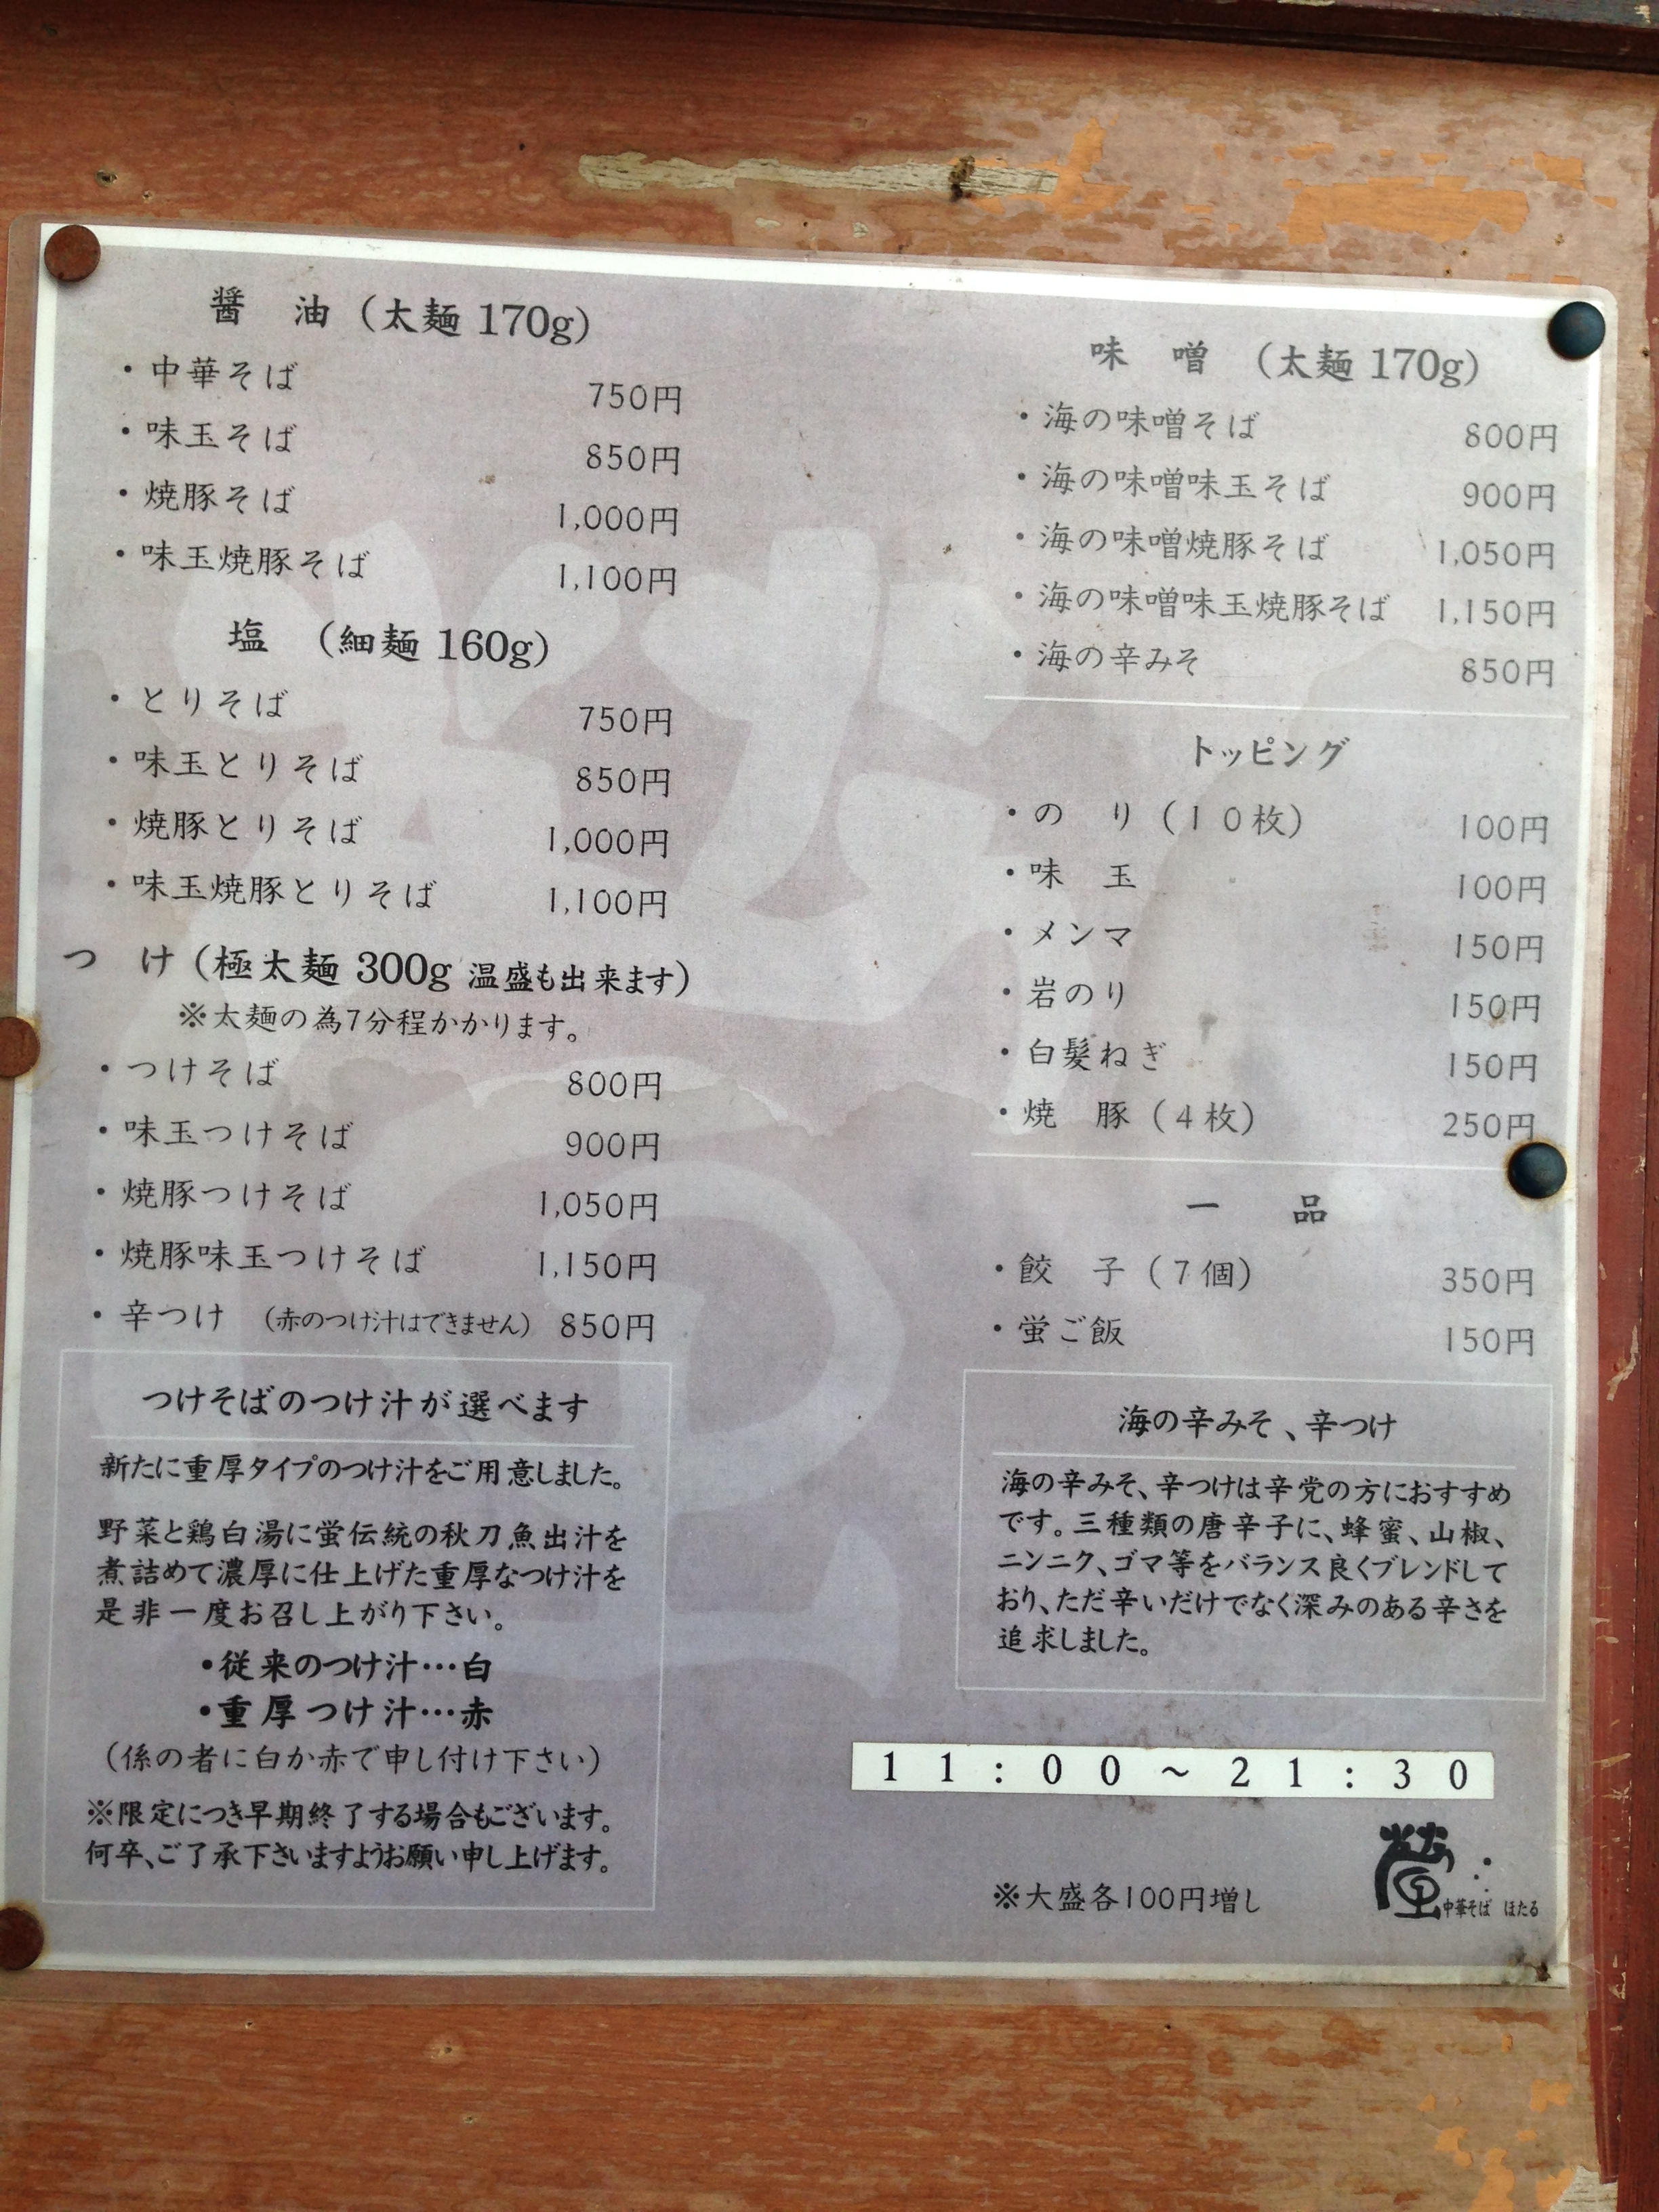 醤　油（太麺 170g）
・中華そば 750円
・味玉そば 850円
・焼豚そば 1,000円
・味玉焼豚そば 1,100円
塩　（細麺 160g）
・とりそば 750円
・味玉とりそば 850円
・焼豚とりそば 1,000円
・味玉焼豚とりそば 1,100円
つ　け（極太麺 300g 温盛も出来ます）
※太麺の為7分程かかります。
・つけそば 800円
・味玉つけそば 900円
・焼豚つけそば 1,050円
・焼豚味玉つけそば 1,150円
・辛つけ （赤のつけ汁はできません） 850円
つけそばのつけ汁が選べます
新たに重厚タイプのつけ汁をご用意しました。
野菜と鶏白湯に蛍伝統の秋刀魚出汁を
煮詰めて濃厚に仕上げた重厚なつけ汁を
是非一度お召し上がり下さい。
・従来のつけ汁…白
・重厚つけ汁…赤
（係の者に白か赤で申し付け下さい）
※限定につき早期終了する場合もございます。
何卒、ご了承下さいますようお願い申し上げます。
味　噌　（太麺 170g）
・海の味噌そば 800円
・海の味噌味玉そば 900円
・海の味噌焼豚そば 1,050円
・海の味噌味玉焼豚そば 1,150円
・海の辛みそ 850円
トッピング
・の　り（１０枚） 100円
・味　玉 100円
・メンマ 150円
・岩のり 150円
・白髪ねぎ 150円
・焼　豚（４枚） 250円
一　品
・餃　子（７個） 350円
・蛍ご飯 150円
海の辛みそ、辛つけ
海の辛みそ、辛つけは辛党の方におすすめ
です。三種類の唐辛子に、蜂蜜、山椒、
ニンニク、ゴマ等をバランス良くブレンドして
おり、ただ辛いだけでなく深みのある辛さを
追求しました。
１１：００～２１：３０
※大盛各100円増し
螢 中華そば ほたる